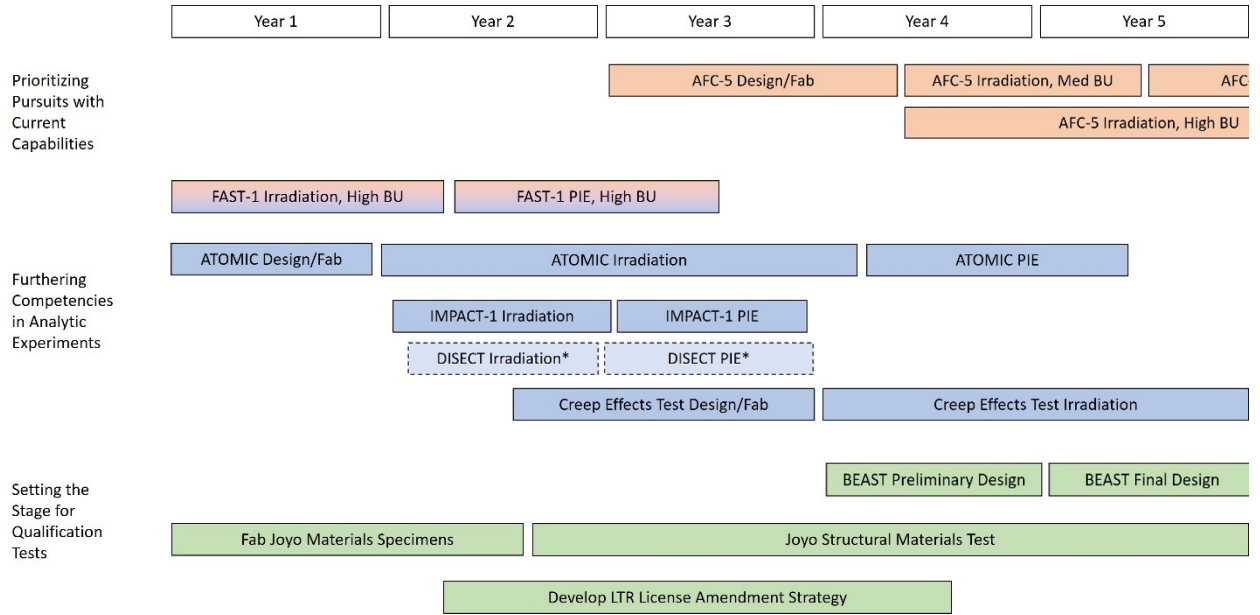 Year 1
Year 2
Year 3
Year 4
Year 5
Prioritizing
Pursuits with
Current
Capabilities
AFC-5 Design/Fab
AFC-5 Irradiation, Med BU
AFC-
AFC-5 Irradiation, High BU
FAST-1 Irradiation, High BU
FAST-1 PIE, High BU
Furthering
Competencies
in Analytic
Experiments
ATOMIC Design/Fab
ATOMIC Irradiation
ATOMIC PIE
IMPACT-1 Irradiation
IMPACT-1 PIE
DISECT Irradiation*
DISECT PIE*
Creep Effects Test Design/Fab
Creep Effects Test Irradiation
Setting the
Stage for
Qualification
Tests
BEAST Preliminary Design
BEAST Final Design
Fab Joyo Materials Specimens
Joyo Structural Materials Test
Develop LTR License Amendment Strategy